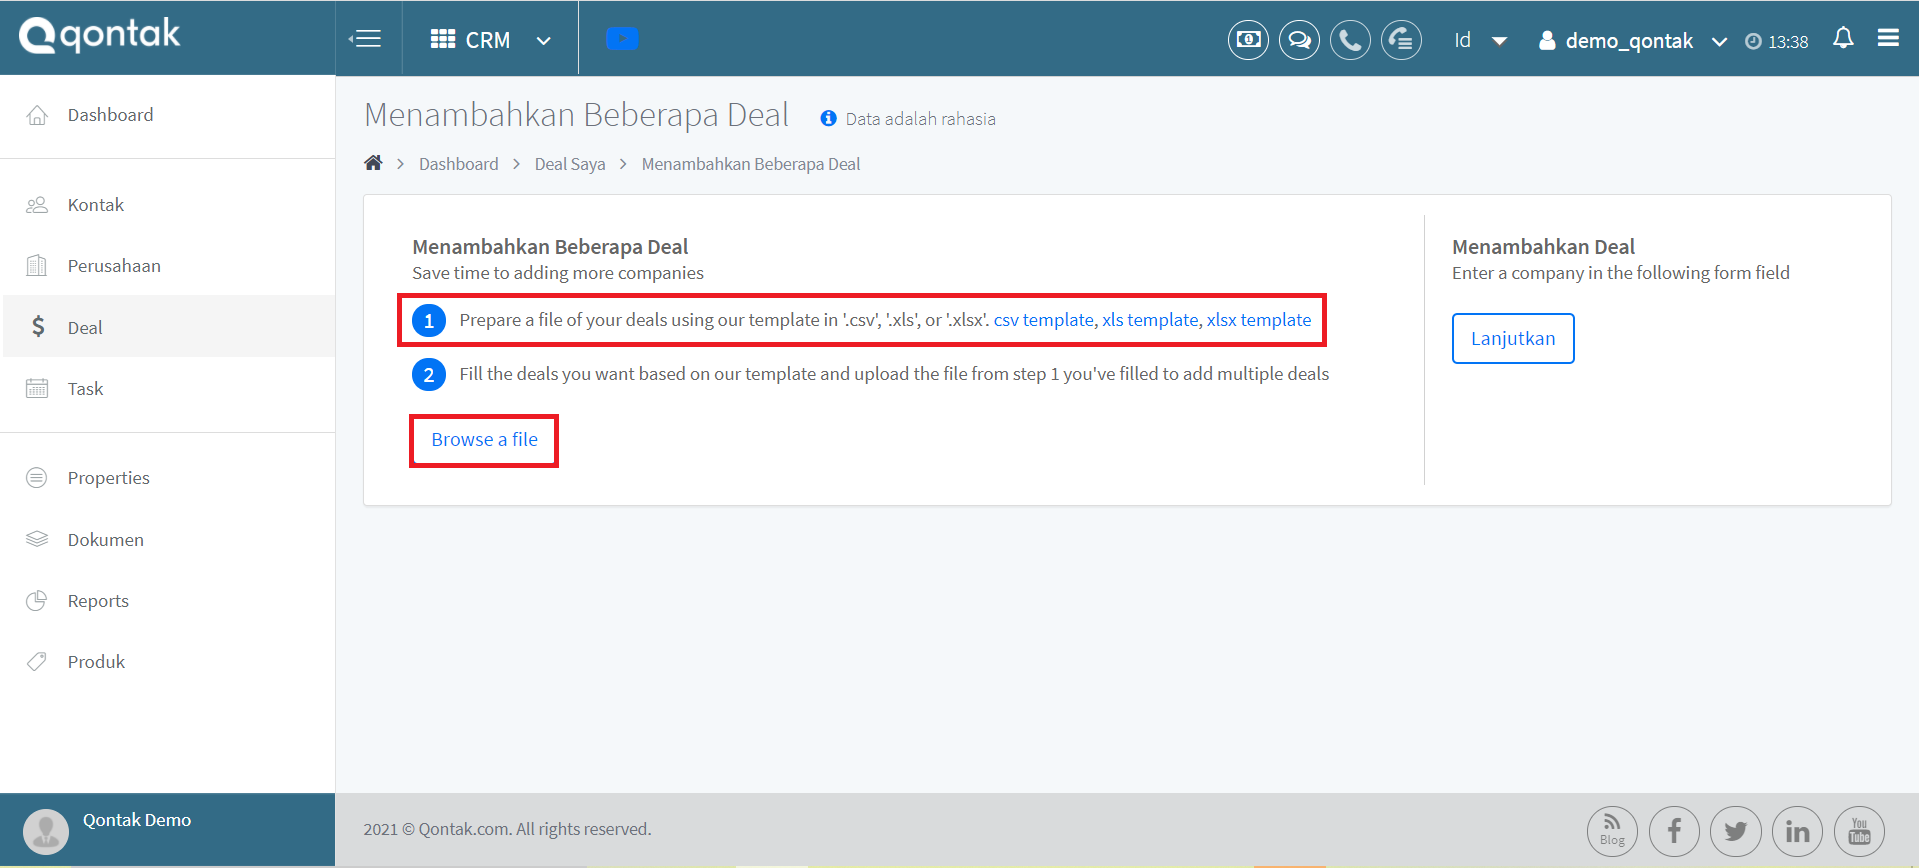 qontak
CRM
Id
demo_qontak
13:38
Dashboard
Kontak
Perusahaan
Deal
Task
Properties
Dokumen
Reports
Produk
Qontak Demo
Menambahkan Beberapa Deal
Data adalah rahasia
Dashboard > Deal Saya > Menambahkan Beberapa Deal
Menambahkan Beberapa Deal
Save time to adding more companies
1 Prepare a file of your deals using our template in '.csv', '.xls', or '.xlsx'. csv template, xls template, xlsx template
2 Fill the deals you want based on our template and upload the file from step 1 you've filled to add multiple deals
Browse a file
Menambahkan Deal
Enter a company in the following form field
Lanjutkan
2021 © Qontak.com. All rights reserved.
Blog
You
Tube